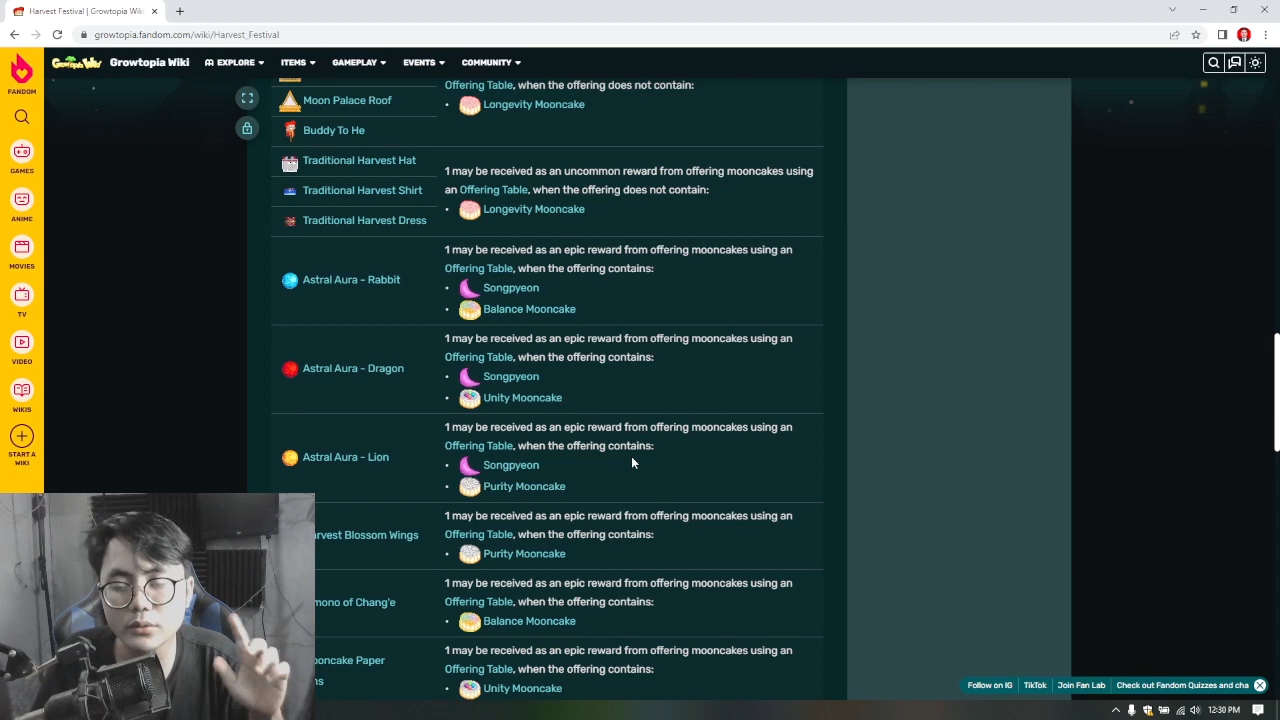 Harvest Festival | Growtopia Wiki
growtopia.fandom.com/wiki/Harvest_Festival
FANDOM
GAMES
ANIME
MOVIES
TV
VIDEO
WIKIS
START A
WIKI
Growtopia Wiki
EXPLORE
ITEMS
GAMEPLAY
EVENTS
COMMUNITY
Offering Table, when the offering does not contain:
• Longevity Mooncake
Moon Palace Roof
Buddy To He
Traditional Harvest Hat
Traditional Harvest Shirt
Traditional Harvest Dress
1 may be received as an uncommon reward from offering mooncakes using
an Offering Table, when the offering does not contain:
• Longevity Mooncake
Astral Aura - Rabbit
1 may be received as an epic reward from offering mooncakes using an
Offering Table, when the offering contains:
• Songpyeon
• Balance Mooncake
Astral Aura - Dragon
1 may be received as an epic reward from offering mooncakes using an
Offering Table, when the offering contains:
• Songpyeon
• Unity Mooncake
Astral Aura - Lion
1 may be received as an epic reward from offering mooncakes using an
Offering Table, when the offering contains:
• Songpyeon
• Purity Mooncake
rvest Blossom Wings
1 may be received as an epic reward from offering mooncakes using an
Offering Table, when the offering contains:
• Purity Mooncake
mono of Chang'e
1 may be received as an epic reward from offering mooncakes using an
Offering Table, when the offering contains:
• Balance Mooncake
ooncake Paper
ns
1 may be received as an epic reward from offering mooncakes using an
Offering Table, when the offering contains:
• Unity Mooncake
Follow on IG
TikTok
Join Fan Lab
Check out Fandom Quizzes and cha
12:30 PM